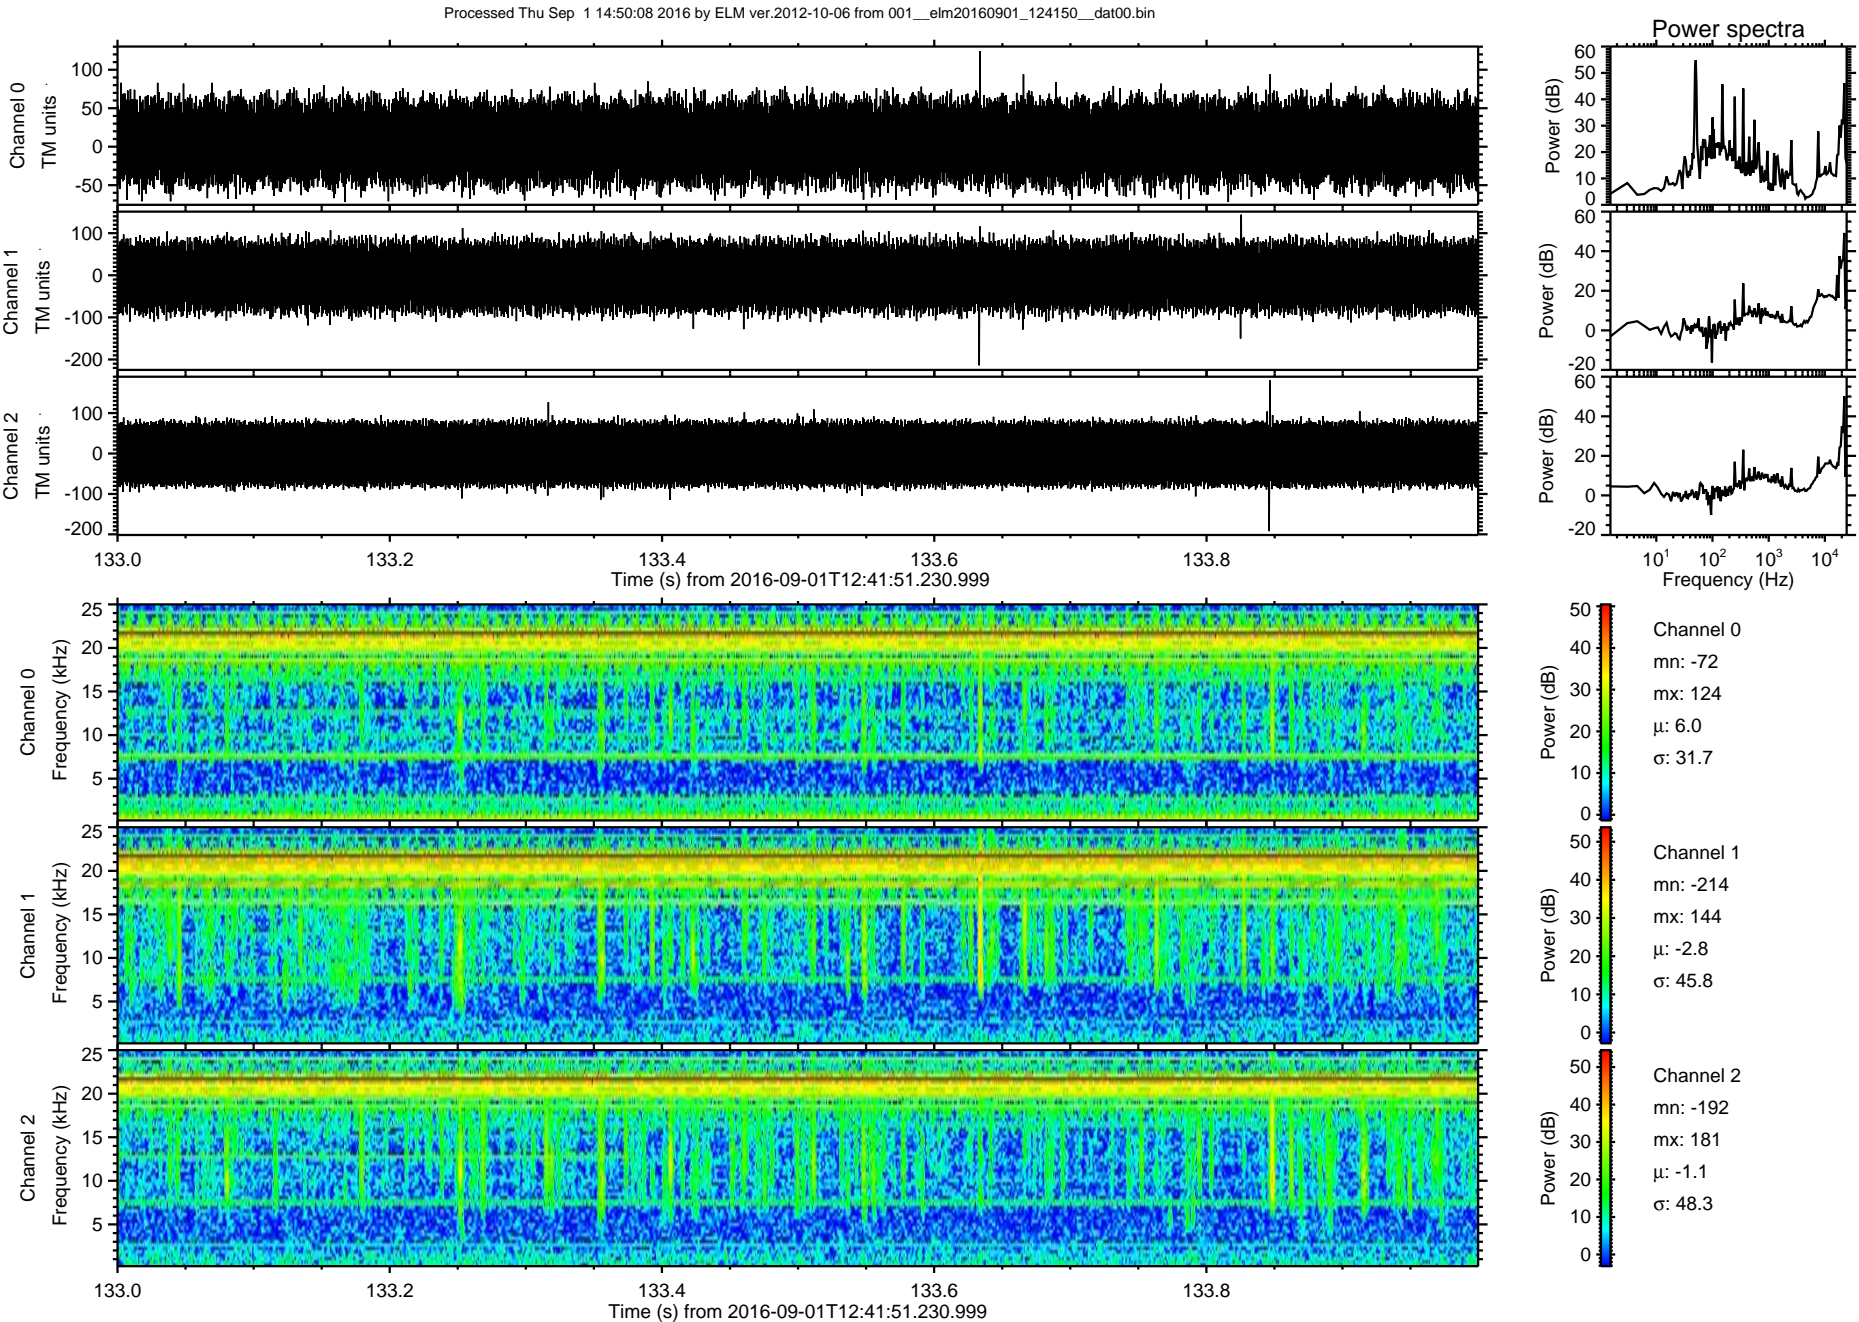 Processed Thu Sep 1 14:50:08 2016 by ELM ver.2012-10-06 from 001__elm20160901_124150__dat00.bin
Power spectra
Channel 0
TM units
100
50
0
-50
Power (dB)
60
50
40
30
20
10
0
Channel 1
TM units
100
0
-100
-200
Power (dB)
60
40
20
0
-20
Channel 2
TM units
100
0
-100
-200
Power (dB)
60
40
20
0
-20
133.0
133.2
133.4
133.6
133.8
Time (s) from 2016-09-01T12:41:51.230.999
10^1
10^2
10^3
10^4
Frequency (Hz)
Channel 0
Frequency (kHz)
25
20
15
10
5
Power (dB)
50
40
30
20
10
0
Channel 0
mn: -72
mx: 124
μ: 6.0
σ: 31.7
Channel 1
Frequency (kHz)
25
20
15
10
5
Power (dB)
50
40
30
20
10
0
Channel 1
mn: -214
mx: 144
μ: -2.8
σ: 45.8
Channel 2
Frequency (kHz)
25
20
15
10
5
Power (dB)
50
40
30
20
10
0
Channel 2
mn: -192
mx: 181
μ: -1.1
σ: 48.3
133.0
133.2
133.4
133.6
133.8
Time (s) from 2016-09-01T12:41:51.230.999